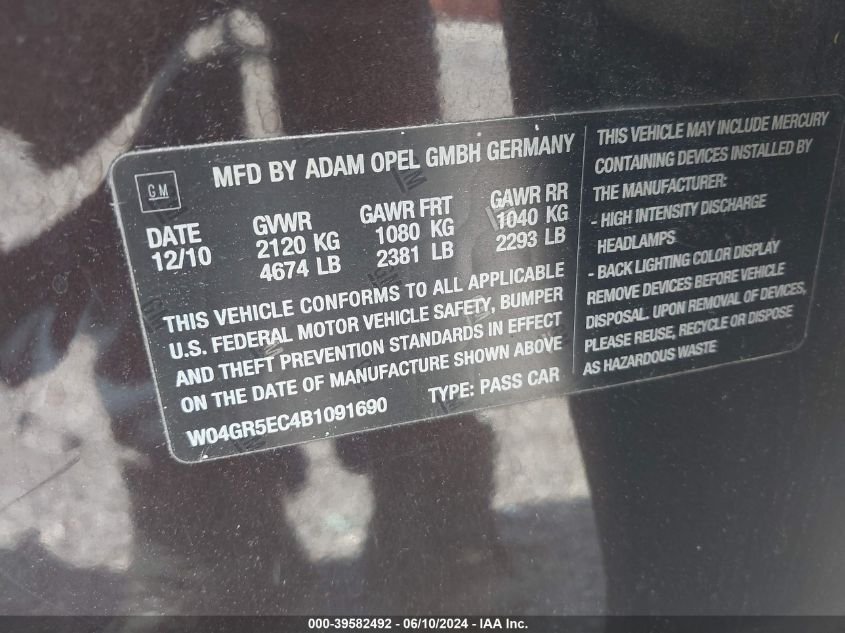 GM
MFD BY ADAM OPEL GMBH GERMANY
DATE GVWR GAWR FRT GAWR RR
12/10 2120 KG 1080 KG 1040 KG
4674 LB 2381 LB 2293 LB
THIS VEHICLE CONFORMS TO ALL APPLICABLE
U.S. FEDERAL MOTOR VEHICLE SAFETY, BUMPER
AND THEFT PREVENTION STANDARDS IN EFFECT
ON THE DATE OF MANUFACTURE SHOWN ABOVE
W04GR5EC4B1091690 TYPE: PASS CAR
THIS VEHICLE MAY INCLUDE MERCURY
CONTAINING DEVICES INSTALLED BY
THE MANUFACTURER:
- HIGH INTENSITY DISCHARGE
HEADLAMPS
- BACK LIGHTING COLOR DISPLAY
REMOVE DEVICES BEFORE VEHICLE
DISPOSAL. UPON REMOVAL OF DEVICES,
PLEASE REUSE, RECYCLE OR DISPOSE
AS HAZARDOUS WASTE
000-39582492 - 06/10/2024 - IAA Inc.